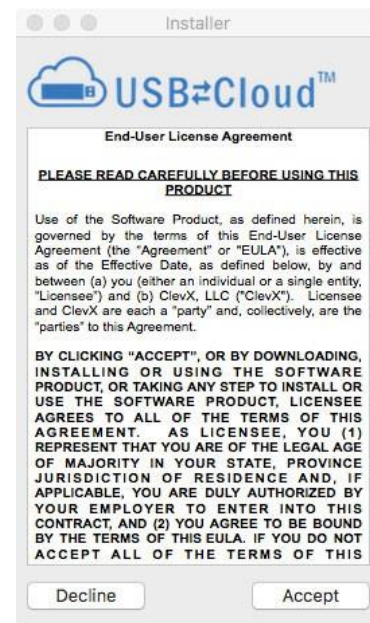 Installer
USB⇄Cloud™
End-User License Agreement
PLEASE READ CAREFULLY BEFORE USING THIS
PRODUCT
Use of the Software Product, as defined herein, is
governed by the terms of this End-User License
Agreement (the "Agreement" or "EULA"), is effective
as of the Effective Date, as defined below, by and
between (a) you (either an individual or a single entity,
"Licensee") and (b) ClevX, LLC ("ClevX"). Licensee
and ClevX are each a "party" and, collectively, are the
"parties" to this Agreement.
BY CLICKING "ACCEPT", OR BY DOWNLOADING,
INSTALLING OR USING THE SOFTWARE
PRODUCT, OR TAKING ANY STEP TO INSTALL OR
USE THE SOFTWARE PRODUCT, LICENSEE
AGREES TO ALL OF THE TERMS OF THIS
AGREEMENT. AS LICENSEE, YOU (1)
REPRESENT THAT YOU ARE OF THE LEGAL AGE
OF MAJORITY IN YOUR STATE, PROVINCE
JURISDICTION OF RESIDENCE AND, IF
APPLICABLE, YOU ARE DULY AUTHORIZED BY
YOUR EMPLOYER TO ENTER INTO THIS
CONTRACT, AND (2) YOU AGREE TO BE BOUND
BY THE TERMS OF THIS EULA. IF YOU DO NOT
ACCEPT ALL OF THE TERMS OF THIS
Decline Accept